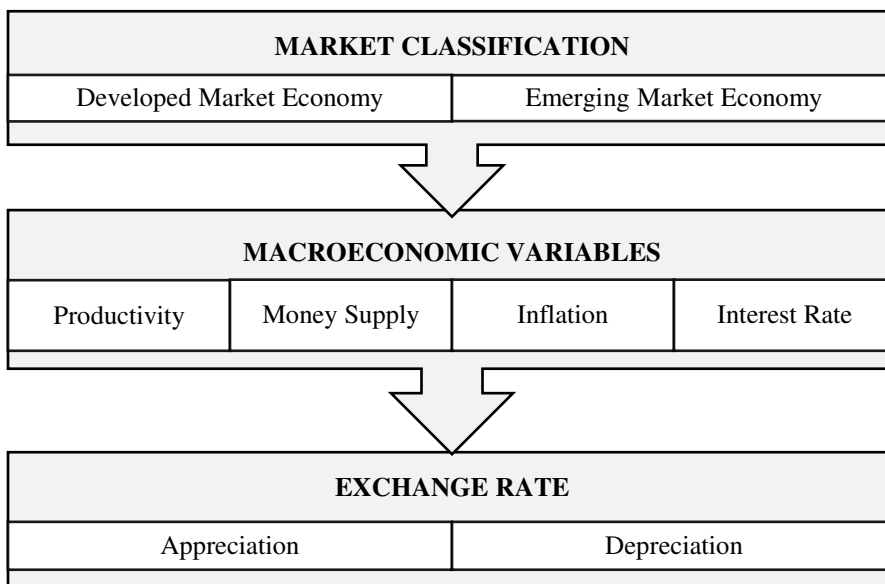 MARKET CLASSIFICATION
Developed Market Economy Emerging Market Economy
MACROECONOMIC VARIABLES
Productivity Money Supply Inflation Interest Rate
EXCHANGE RATE
Appreciation Depreciation